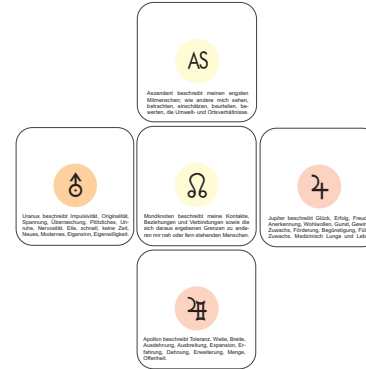 AS
Aszendent beschreibt meinen engsten
Mitmenschen; wie andere mich sehen,
betrachten, einschätzen, beurteilen, be-
werten, die Umwelt- und Ortsverhältnisse.
Uranus beschreibt Impulsivität, Originalität,
Spannung, Überraschung, Plötzliches, Un-
ruhe, Nervosität, Eile, schnell, keine Zeit,
Neues, Modernes, Eigensinn, Eigenwilligkeit
Mondknoten beschreibt meine Kontakte,
Beziehungen und Verbindungen sowie die
sich daraus ergebenen Grenzen zu ande-
ren mir nah oder fern stehenden Menschen.
Jupiter beschreibt Glück, Erfolg, Freud
Anerkennung, Wohlwollen, Gunst, Gewin
Zuwachs, Förderung, Begünstigung, Fül
Zuwachs. Medizinisch Lunge und Leb
Apollon beschreibt Toleranz, Weite, Breite,
Ausdehnung, Ausbreitung, Expansion, Er-
fahrung, Dehnung, Erweiterung, Menge,
Offenheit